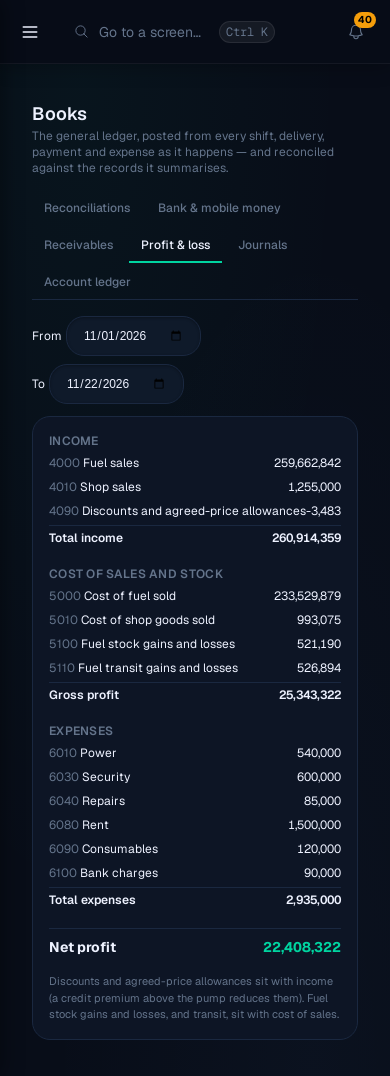 Go to a screen... Ctrl K 40
Books
The general ledger, posted from every shift, delivery,
payment and expense as it happens — and reconciled
against the records it summarises.
Reconciliations Bank & mobile money
Receivables Profit & loss Journals
Account ledger
From 11/01/2026
To 11/22/2026
INCOME
4000 Fuel sales 259,662,842
4010 Shop sales 1,255,000
4090 Discounts and agreed-price allowances-3,483
Total income 260,914,359
COST OF SALES AND STOCK
5000 Cost of fuel sold 233,529,879
5010 Cost of shop goods sold 993,075
5100 Fuel stock gains and losses 521,190
5110 Fuel transit gains and losses 526,894
Gross profit 25,343,322
EXPENSES
6010 Power 540,000
6030 Security 600,000
6040 Repairs 85,000
6080 Rent 1,500,000
6090 Consumables 120,000
6100 Bank charges 90,000
Total expenses 2,935,000
Net profit 22,408,322
Discounts and agreed-price allowances sit with income
(a credit premium above the pump reduces them). Fuel
stock gains and losses, and transit, sit with cost of sales.